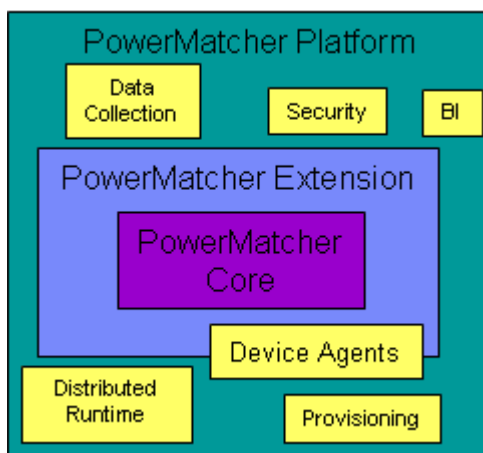 PowerMatcher Platform
Data
Collection
Security
BI
PowerMatcher Extension
PowerMatcher
Core
Device Agents
Distributed
Runtime
Provisioning